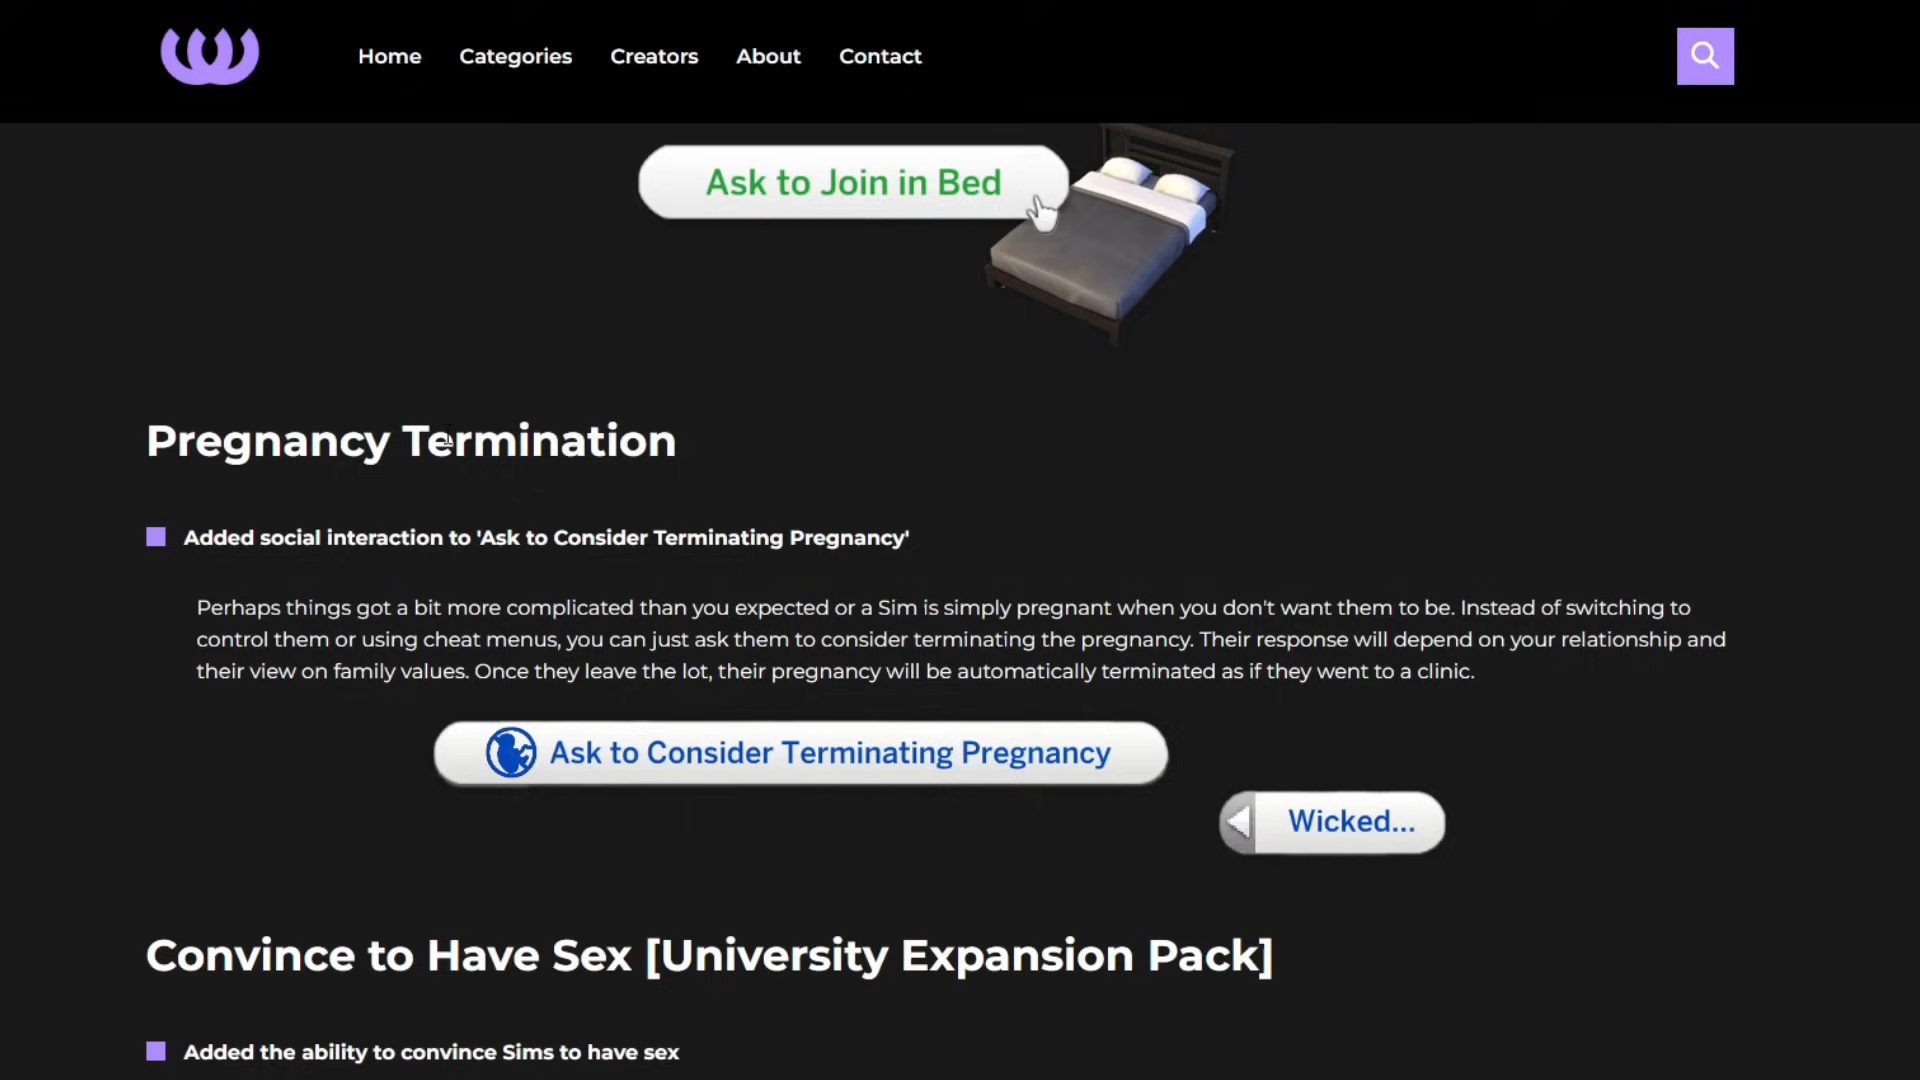 Home Categories Creators About Contact
Ask to Join in Bed
Pregnancy Termination
Added social interaction to 'Ask to Consider Terminating Pregnancy'
Perhaps things got a bit more complicated than you expected or a Sim is simply pregnant when you don't want them to be. Instead of switching to
control them or using cheat menus, you can just ask them to consider terminating the pregnancy. Their response will depend on your relationship and
their view on family values. Once they leave the lot, their pregnancy will be automatically terminated as if they went to a clinic.
Ask to Consider Terminating Pregnancy
Wicked...
Convince to Have Sex [University Expansion Pack]
Added the ability to convince Sims to have sex